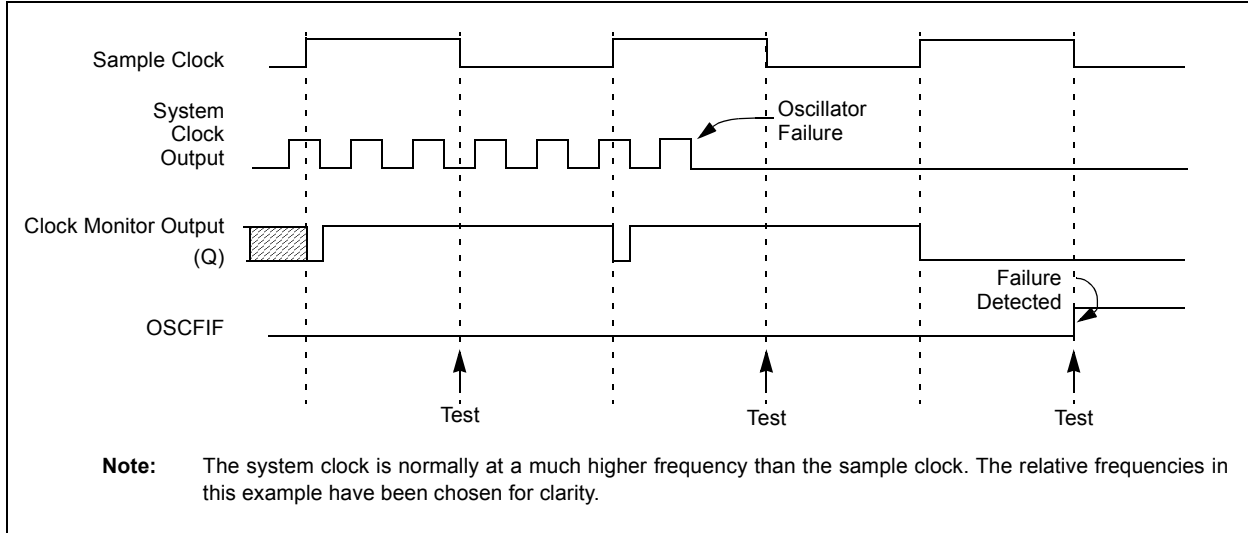 Sample Clock
System
Clock
Output
Oscillator
Failure
Clock Monitor Output
(Q)
Failure
Detected
OSCFIF
Test
Test
Test
Note: The system clock is normally at a much higher frequency than the sample clock. The relative frequencies in
this example have been chosen for clarity.